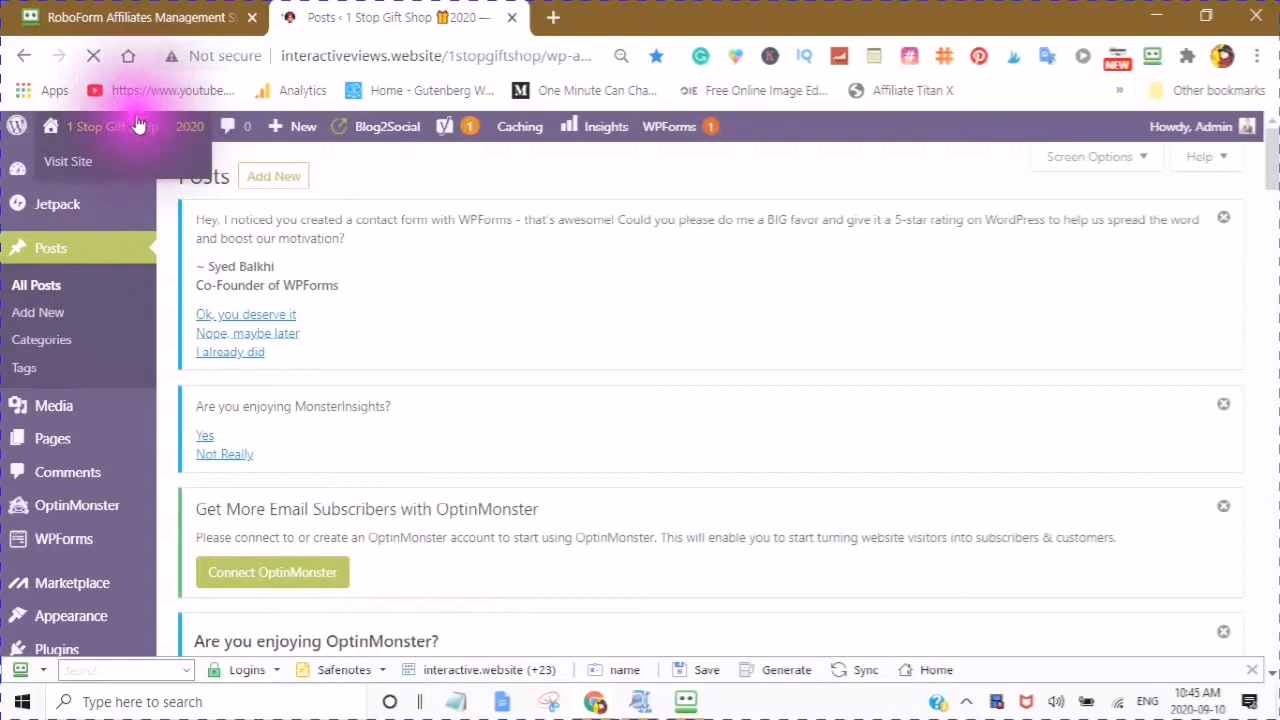 RoboForm Affiliates Management S
Posts ‹ 1 Stop Gift Shop 🎁2020 —
Not secure
interactiveviews.website/1stopgiftshop/wp-a...
NEW
Apps
https://www.youtube....
Analytics
Home - Gutenberg W...
One Minute Can Cha...
Free Online Image Ed...
Affiliate Titan X
»
Other bookmarks
1 Stop Gift Shop 2020
0
New
Blog2Social
1
Caching
Insights
WPForms 1
Howdy, Admin
Visit Site
Posts
Add New
Screen Options
Help
Jetpack
Posts
All Posts
Add New
Categories
Tags
Media
Pages
Comments
OptinMonster
WPForms
Marketplace
Appearance
Plugins
Hey, I noticed you created a contact form with WPForms - that's awesome! Could you please do me a BIG favor and give it a 5-star rating on WordPress to help us spread the word
and boost our motivation?
~ Syed Balkhi
Co-Founder of WPForms
Ok, you deserve it
Nope, maybe later
I already did
Are you enjoying MonsterInsights?
Yes
Not Really
Get More Email Subscribers with OptinMonster
Please connect to or create an OptinMonster account to start using OptinMonster. This will enable you to start turning website visitors into subscribers & customers.
Connect OptinMonster
Are you enjoying OptinMonster?
Search
Logins
Safenotes
interactive.website (+23)
name
Save
Generate
Sync
Home
Type here to search
ENG
10:45 AM
2020-09-10